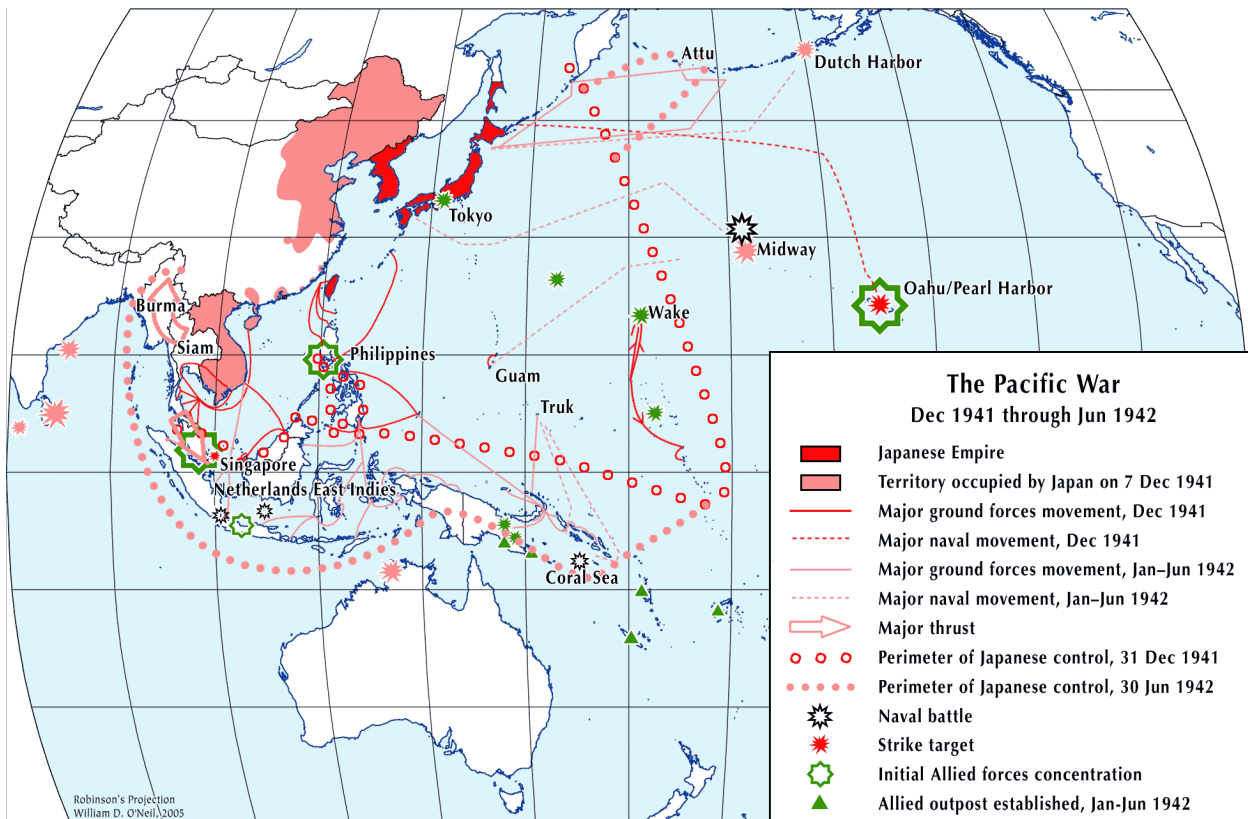 Attu
Dutch Harbor
Tokyo
Midway
Oahu/Pearl Harbor
Burma
Wake
Siam
Philippines
Guam
Truk
Singapore
Netherlands East Indies
Coral Sea
The Pacific War
Dec 1941 through Jun 1942
Japanese Empire
Territory occupied by Japan on 7 Dec 1941
Major ground forces movement, Dec 1941
Major naval movement, Dec 1941
Major ground forces movement, Jan–Jun 1942
Major naval movement, Jan–Jun 1942
Major thrust
Perimeter of Japanese control, 31 Dec 1941
Perimeter of Japanese control, 30 Jun 1942
Naval battle
Strike target
Initial Allied forces concentration
Allied outpost established, Jan-Jun 1942
Robinson's Projection
William D. O'Neil, 2005